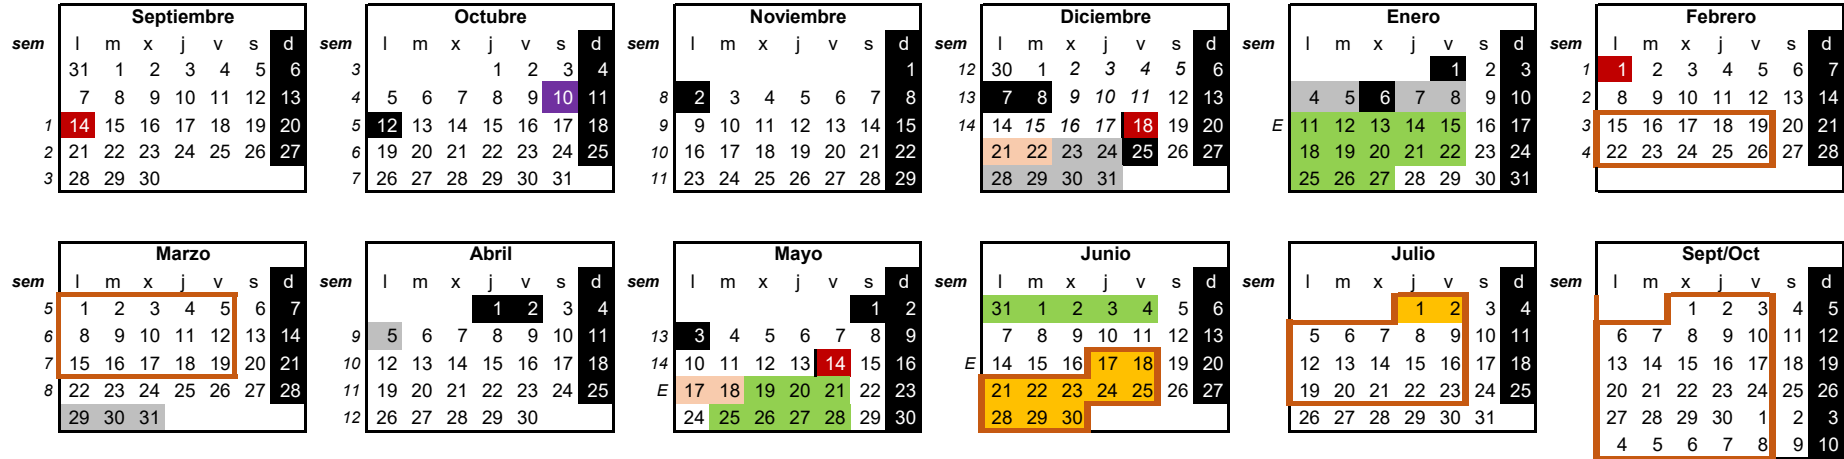 Septiembre Octubre Noviembre Diciembre Enero Febrero
sem l m x j v s d sem l m x j v s d sem l m x j v s d sem l m x j v s d sem l m x j v s d sem l m x j v s d
31 1 2 3 4 5 6 3 1 2 3 4 1 12 30 1 2 3 4 5 6 1 2 3 1 1 2 3 4 5 6 7
7 8 9 10 11 12 13 4 5 6 7 8 9 10 11 8 2 3 4 5 6 7 8 13 7 8 9 10 11 12 13 4 5 6 7 8 9 10 2 8 9 10 11 12 13 14
1 14 15 16 17 18 19 20 5 12 13 14 15 16 17 18 9 9 10 11 12 13 14 15 14 14 15 16 17 18 19 20 E 11 12 13 14 15 16 17 3 15 16 17 18 19 20 21
2 21 22 23 24 25 26 27 6 19 20 21 22 23 24 25 10 16 17 18 19 20 21 22 21 22 23 24 25 26 27 18 19 20 21 22 23 24 4 22 23 24 25 26 27 28
3 28 29 30 7 26 27 28 29 30 31 11 23 24 25 26 27 28 29 28 29 30 31 25 26 27 28 29 30 31
Marzo Abril Mayo Junio Julio Sept/Oct
sem l m x j v s d sem l m x j v s d sem l m x j v s d sem l m x j v s d sem l m x j v s d sem l m x j v s d
5 1 2 3 4 5 6 7 1 2 3 4 1 2 31 1 2 3 4 5 6 1 2 3 4 1 2 3 4 5
6 8 9 10 11 12 13 14 9 5 6 7 8 9 10 11 13 3 4 5 6 7 8 9 7 8 9 10 11 12 13 5 6 7 8 9 10 11 6 7 8 9 10 11 12
7 15 16 17 18 19 20 21 10 12 13 14 15 16 17 18 14 10 11 12 13 14 15 16 E 14 15 16 17 18 19 20 12 13 14 15 16 17 18 13 14 15 16 17 18 19
8 22 23 24 25 26 27 28 11 19 20 21 22 23 24 25 E 17 18 19 20 21 22 23 21 22 23 24 25 26 27 19 20 21 22 23 24 25 20 21 22 23 24 25 26
29 30 31 12 26 27 28 29 30 24 25 26 27 28 29 30 28 29 30 26 27 28 29 30 31 27 28 29 30 1 2 3
4 5 6 7 8 9 10